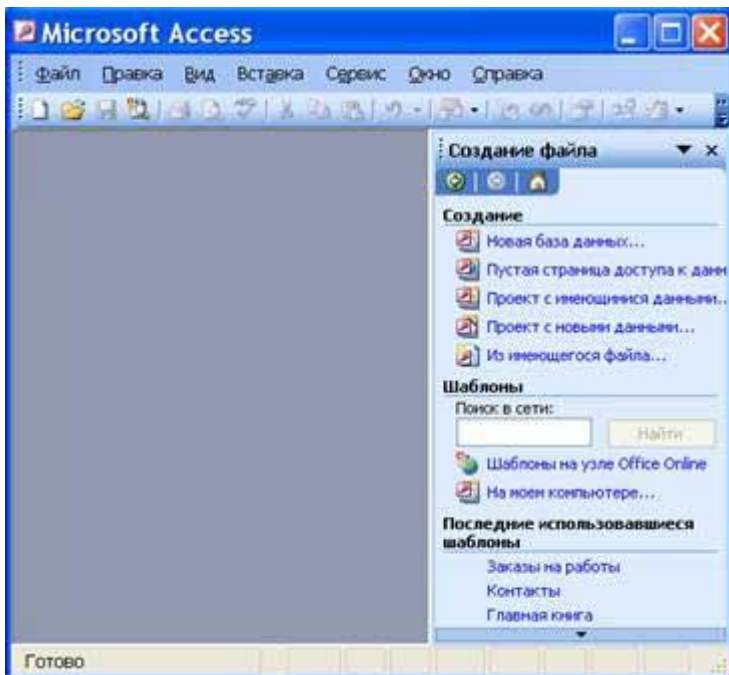 Microsoft Access
Файл Правка Вид Вставка Сервис Окно Справка
Создание файла
Создание
Новая база данных...
Пустая страница доступа к данн
Проект с имеющимися данными..
Проект с новыми данными...
Из имеющегося файла...
Шаблоны
Поиск в сети:
Найти
Шаблоны на узле Office Online
На моем компьютере...
Последние использовавшиеся
шаблоны
Заказы на работы
Контакты
Главная книга
Готово